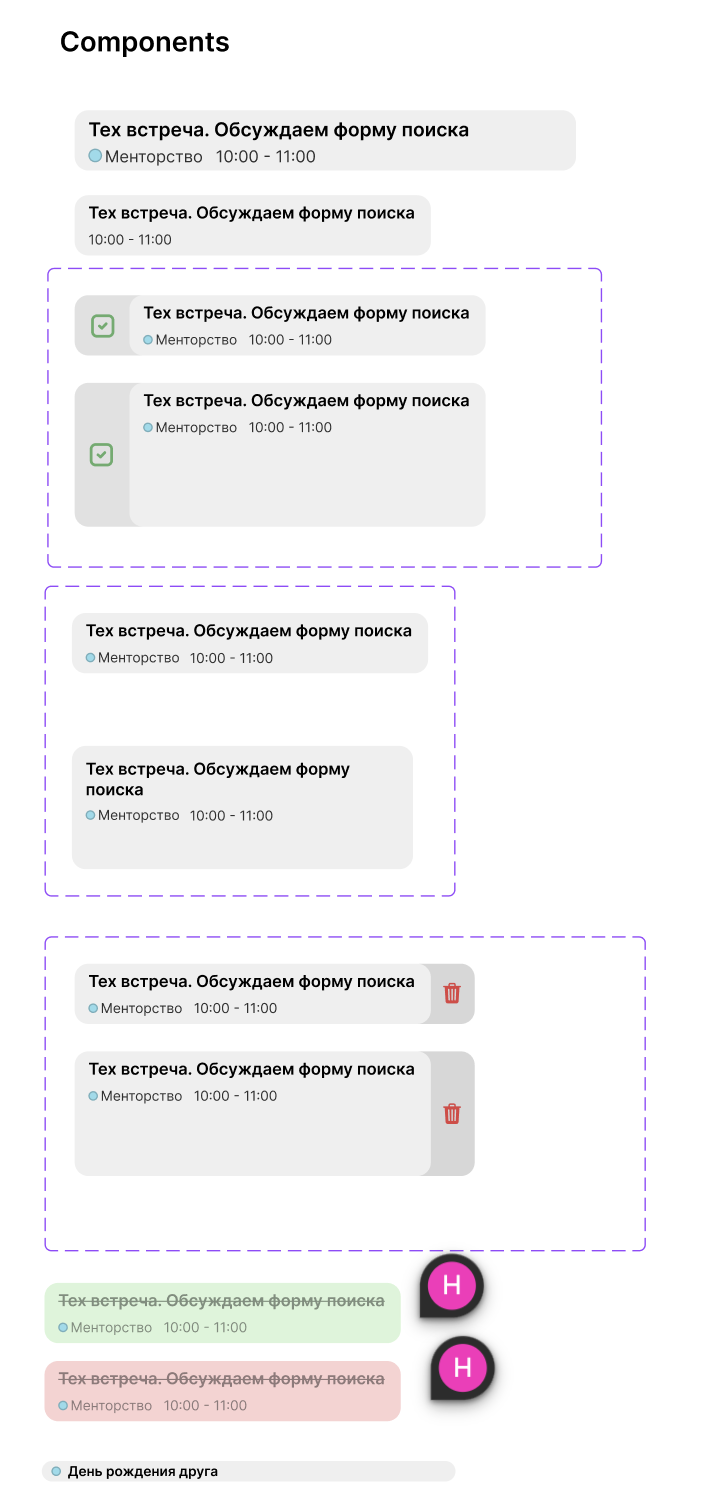 Components
Тех встреча. Обсуждаем форму поиска
Менторство 10:00 - 11:00
Тех встреча. Обсуждаем форму поиска
10:00 - 11:00
Тех встреча. Обсуждаем форму поиска
Менторство 10:00 - 11:00
Тех встреча. Обсуждаем форму поиска
Менторство 10:00 - 11:00
Тех встреча. Обсуждаем форму поиска
Менторство 10:00 - 11:00
Тех встреча. Обсуждаем форму
поиска
Менторство 10:00 - 11:00
Тех встреча. Обсуждаем форму поиска
Менторство 10:00 - 11:00
Тех встреча. Обсуждаем форму поиска
Менторство 10:00 - 11:00
H
Тех встреча. Обсуждаем форму поиска
Менторство 10:00 - 11:00
H
Тех встреча. Обсуждаем форму поиска
Менторство 10:00 - 11:00
День рождения друга